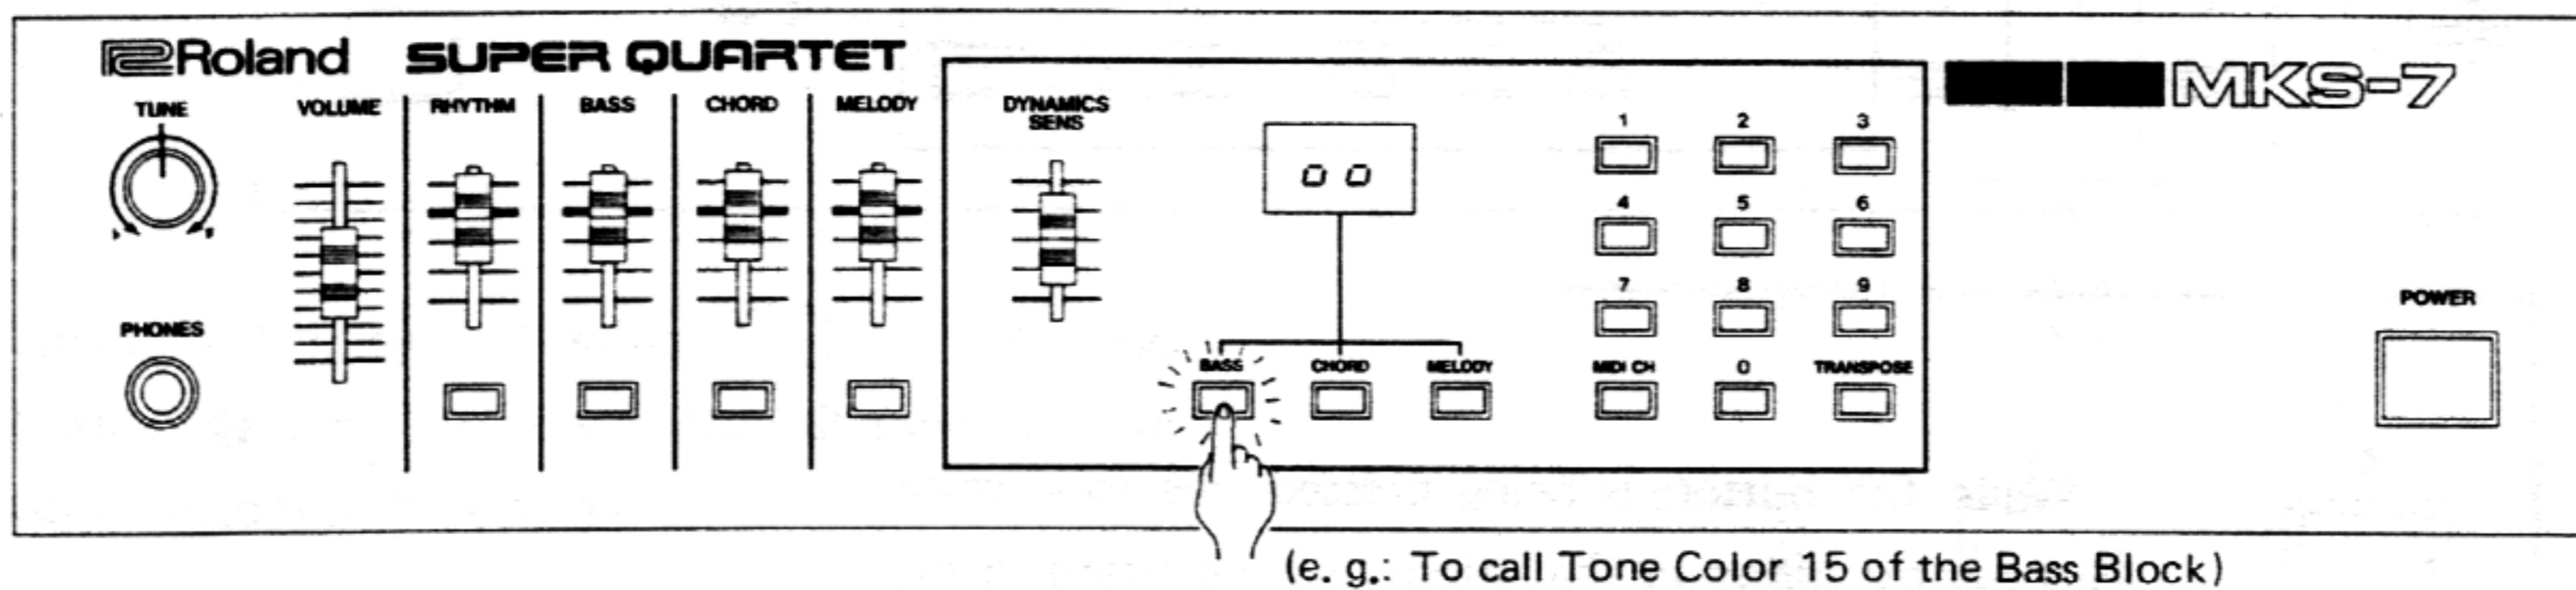 Roland SUPER QUARTET
MKS-7
TUNE
VOLUME
RHYTHM
BASS
CHORD
MELODY
DYNAMICS
SENS
♭ ♯
PHONES
00
1 2 3
4 5 6
7 8 9
BASS CHORD MELODY
MIDI CH 0 TRANSPOSE
POWER
(e. g.: To call Tone Color 15 of the Bass Block)